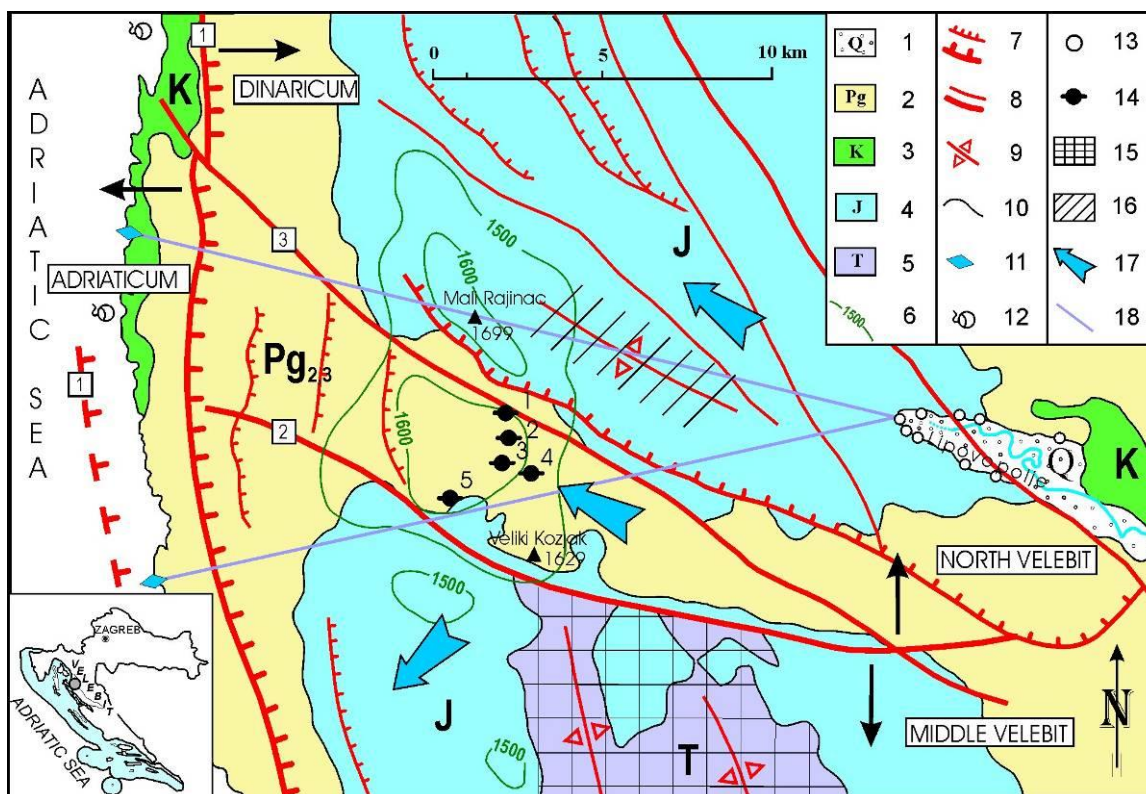 1
DINARICUM
0
5
10 km
K
ADRIATIC SEA
ADRIATICUM
1
3
2
Pg2,3
1500
1600
Mali Rajinac
1699
J
1600
1
2
3
4
5
Veliki Kozjak
1629
1500
J
1500
T
Lipovo polje
Q
K
NORTH VELEBIT
MIDDLE VELEBIT
N
ZAGREB
VELEBIT
ADRIATIC SEA
Q 1
Pg 2
K 3
J 4
T 5
1500 6
7
8
9
10
11
12
13
14
15
16
17
18